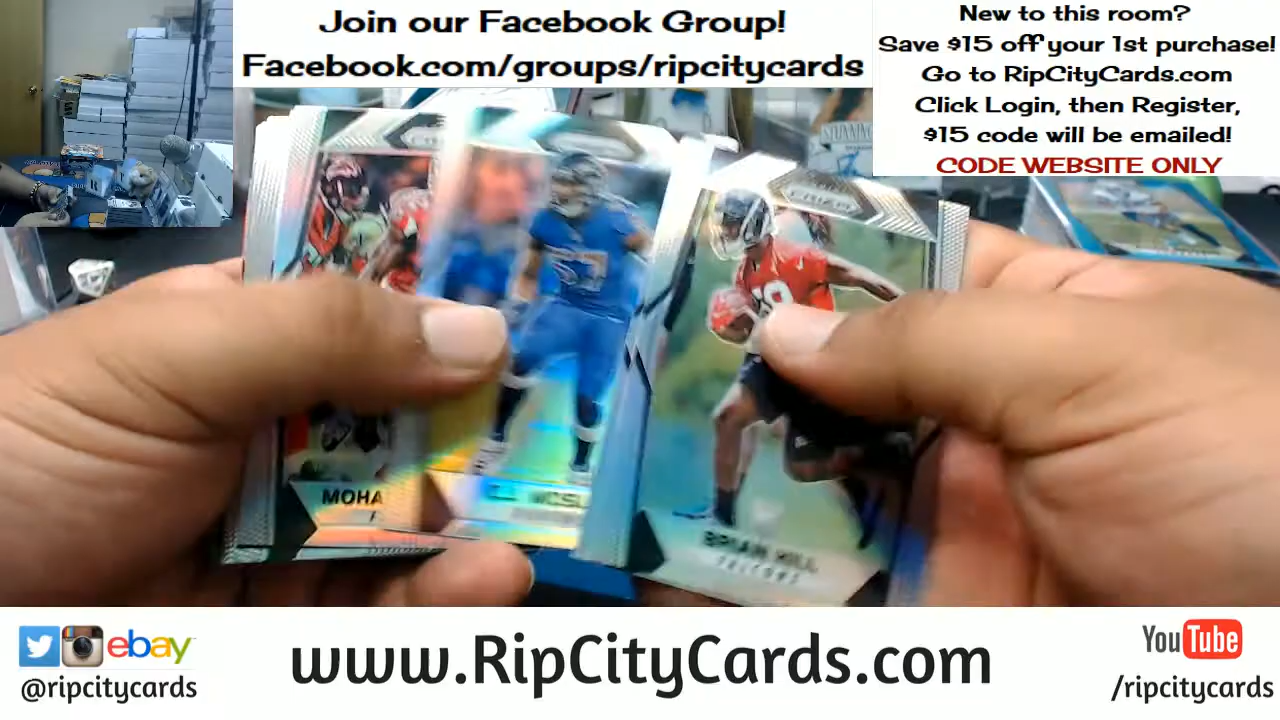 Join our Facebook Group!
Facebook.com/groups/ripcitycards
New to this room?
Save $15 off your 1st purchase!
Go to RipCityCards.com
Click Login, then Register,
$15 code will be emailed!
CODE WEBSITE ONLY
PRIZM
MOHA
BRIAN HILL
FALCONS
ebay
@ripcitycards
www.RipCityCards.com
YouTube
/ripcitycards